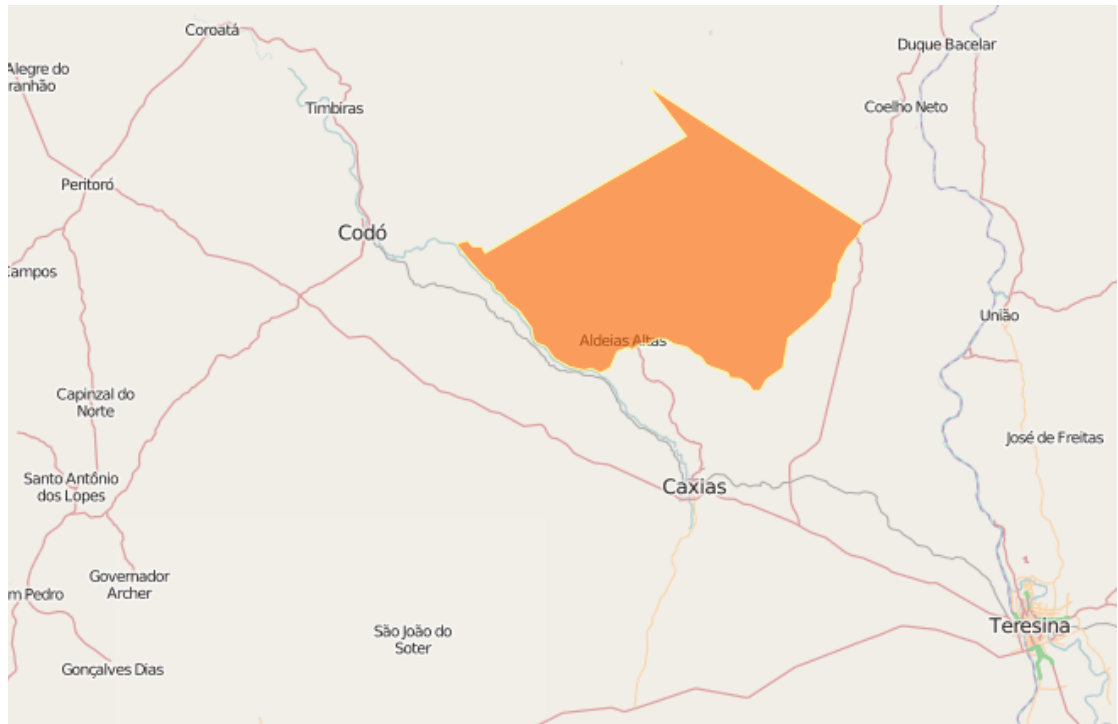 Coroatá
Duque Bacelar
Alegre do
ranhão
Timbiras
Coelho Neto
Peritoró
Codó
Campos
União
Aldeias Altas
Capinzal do
Norte
José de Freitas
Santo Antônio
dos Lopes
Caxias
Governador
Archer
m Pedro
Teresina
São João do
Soter
Gonçalves Dias